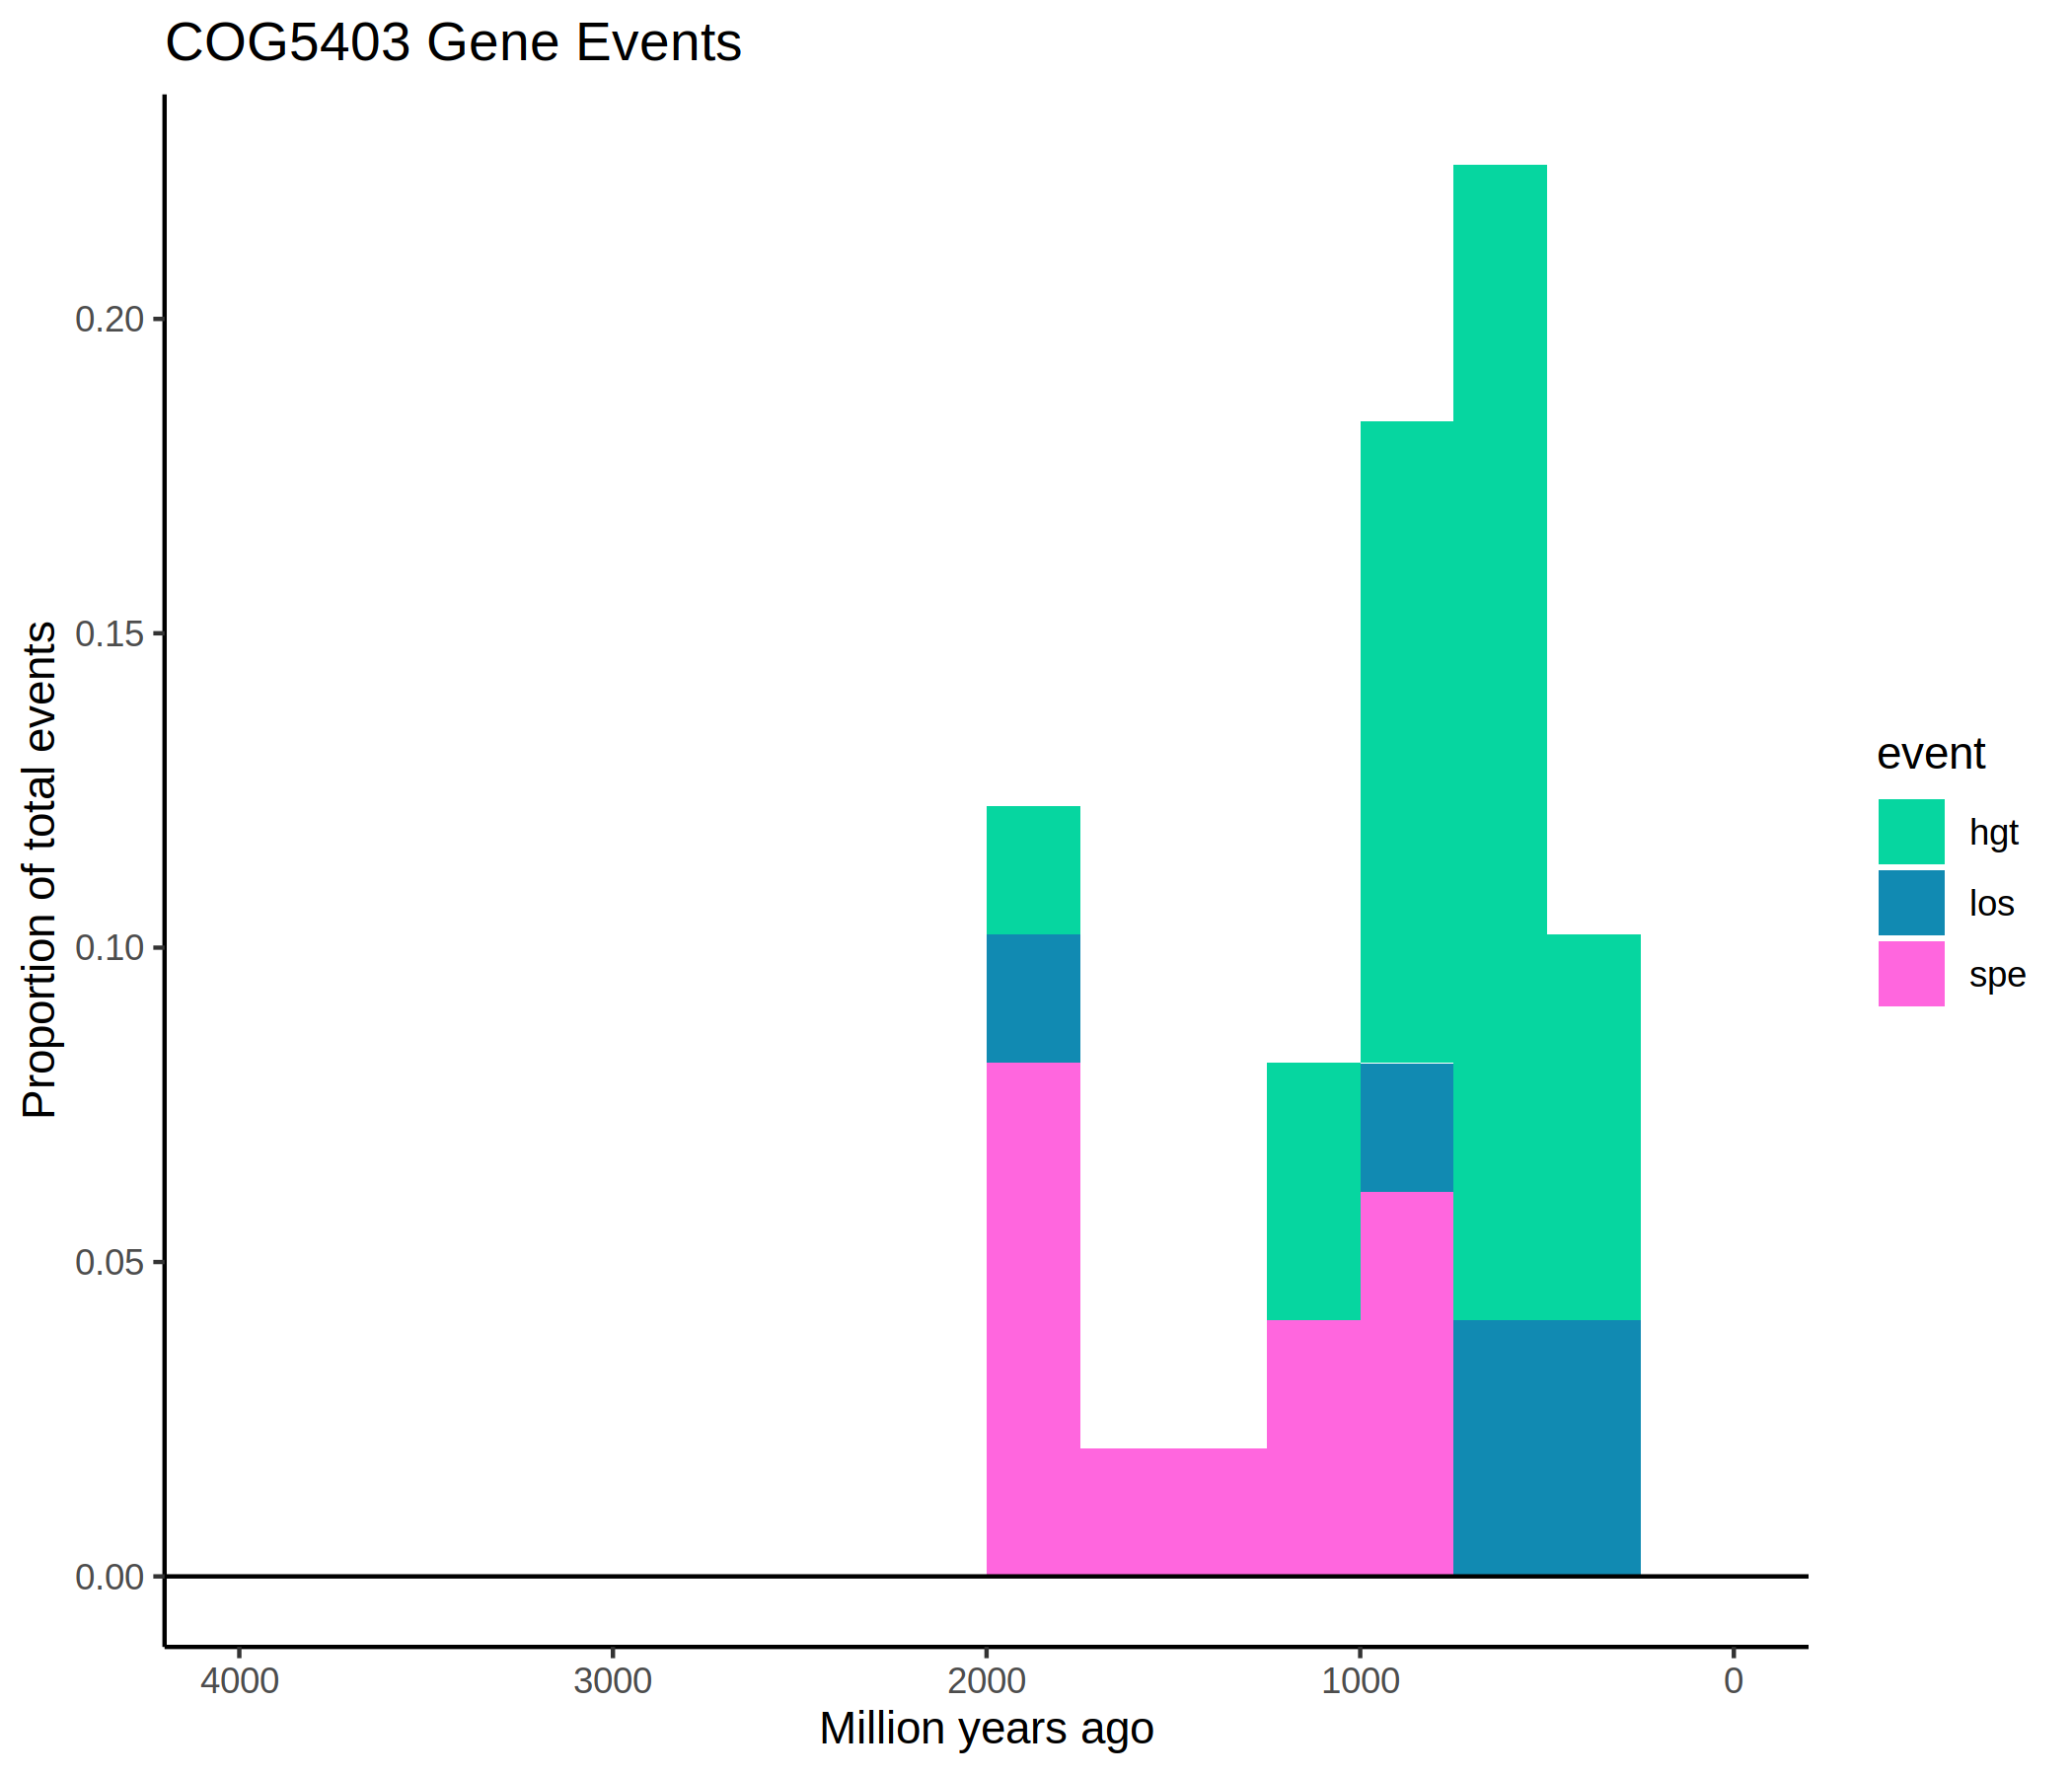 COG5403 Gene Events
Proportion of total events
0.20
0.15
0.10
0.05
0.00
4000 3000 2000 1000 0
Million years ago
event
hgt
los
spe